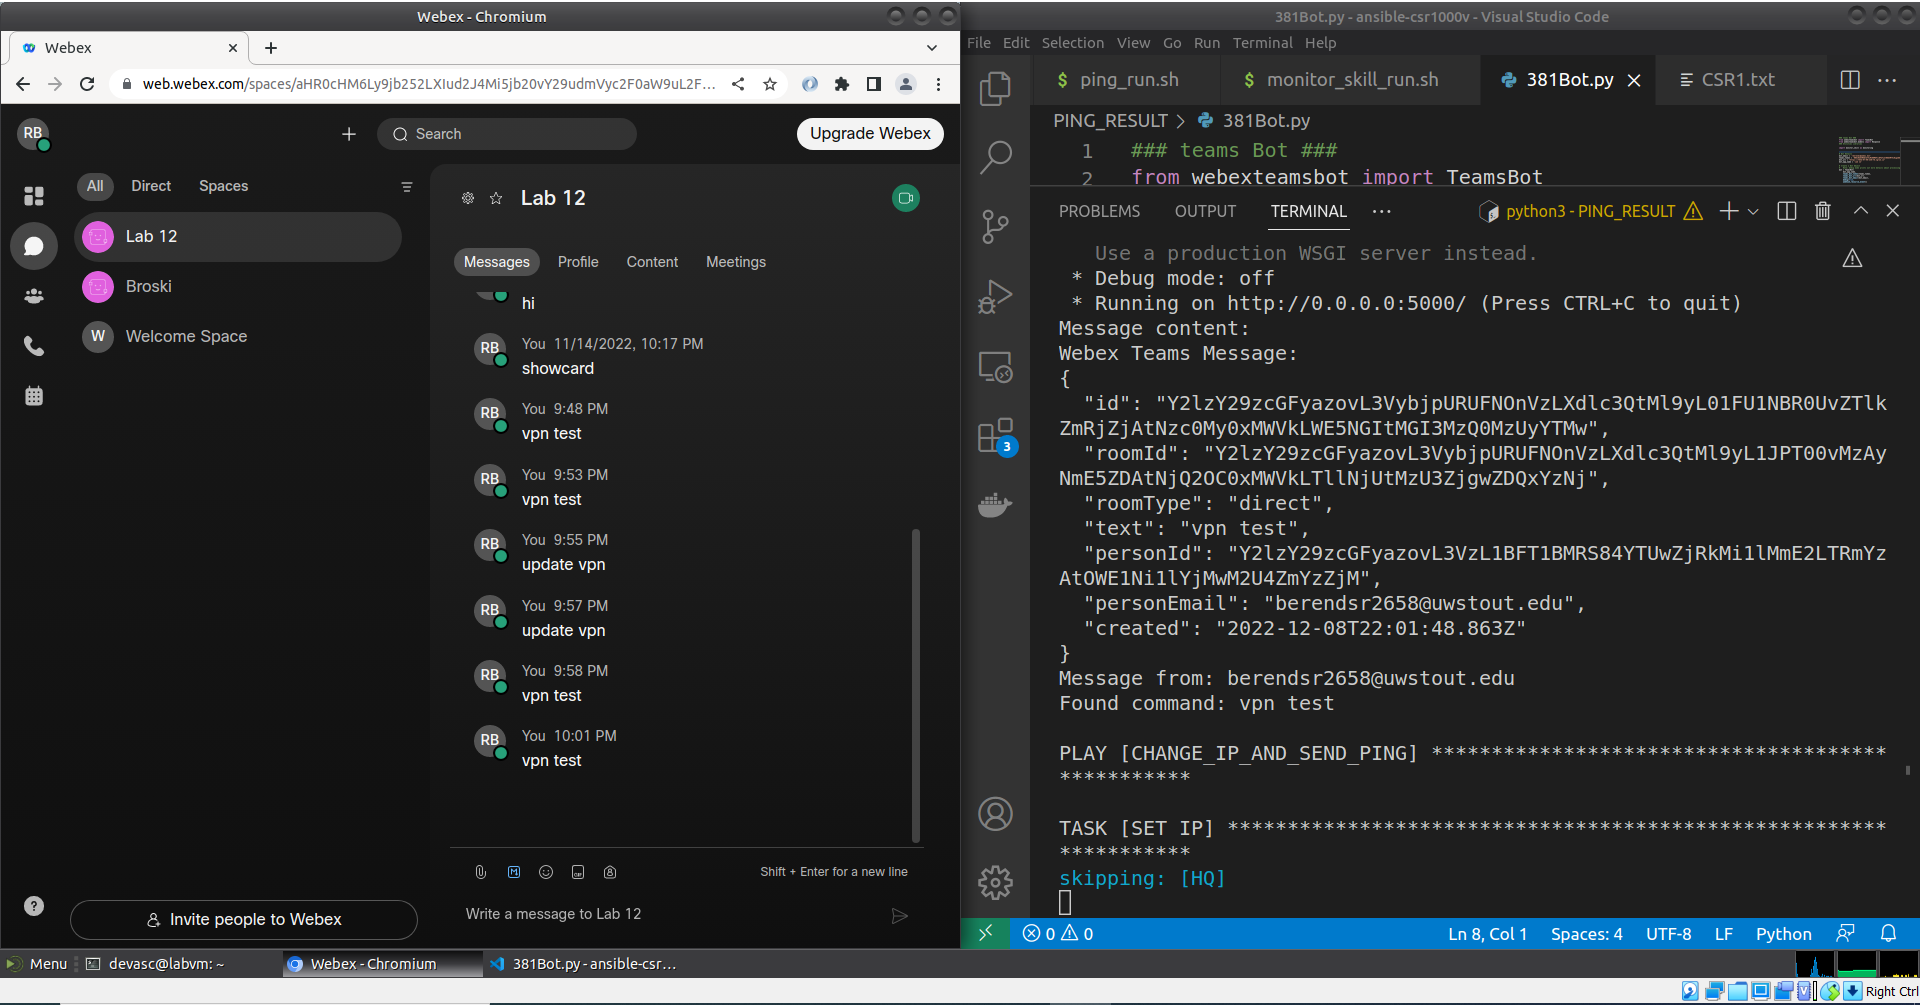 Webex - Chromium
Webex
web.webex.com/spaces/aHR0cHM6Ly9jb252LXIud2J4Mi5jb20vY29udmVyc2F0aW9uL2F...
RB
Search
Upgrade Webex
All Direct Spaces
Lab 12
Broski
W Welcome Space
Lab 12
Messages Profile Content Meetings
hi
RB You 11/14/2022, 10:17 PM
showcard
RB You 9:48 PM
vpn test
RB You 9:53 PM
vpn test
RB You 9:55 PM
update vpn
RB You 9:57 PM
update vpn
RB You 9:58 PM
vpn test
RB You 10:01 PM
vpn test
Shift + Enter for a new line
Write a message to Lab 12
Invite people to Webex
381Bot.py - ansible-csr1000v - Visual Studio Code
File Edit Selection View Go Run Terminal Help
$ ping_run.sh $ monitor_skill_run.sh 381Bot.py CSR1.txt
PING_RESULT > 381Bot.py
1 ### teams Bot ###
2 from webexteamsbot import TeamsBot
PROBLEMS OUTPUT TERMINAL ... python3 - PING_RESULT
Use a production WSGI server instead.
* Debug mode: off
* Running on http://0.0.0.0:5000/ (Press CTRL+C to quit)
Message content:
Webex Teams Message:
{
"id": "Y2lzY29zcGFyazovL3VybjpURUFNOnVzLXdlc3QtMl9yL01FU1NBR0UvZTlk
ZmRjZjAtNzc0My0xMWVkLWE5NGItMGI3MzQ0MzUyYTMw",
"roomId": "Y2lzY29zcGFyazovL3VybjpURUFNOnVzLXdlc3QtMl9yL1JPT00vMzAy
NmE5ZDAtNjQ2OC0xMWVkLTllNjUtMzU3ZjgwZDQxYzNj",
"roomType": "direct",
"text": "vpn test",
"personId": "Y2lzY29zcGFyazovL3VzL1BFT1BMRS84YTUwZjRkMi1lMmE2LTRmYz
AtOWE1Ni1lYjMwM2U4ZmYzZjM",
"personEmail": "berendsr2658@uwstout.edu",
"created": "2022-12-08T22:01:48.863Z"
}
Message from: berendsr2658@uwstout.edu
Found command: vpn test
PLAY [CHANGE_IP_AND_SEND_PING] **************************************
***********
TASK [SET IP] *******************************************************
***********
skipping: [HQ]
3
0 0 Ln 8, Col 1 Spaces: 4 UTF-8 LF Python
Menu devasc@labvm: ~ Webex - Chromium 381Bot.py - ansible-csr...
Right Ctrl